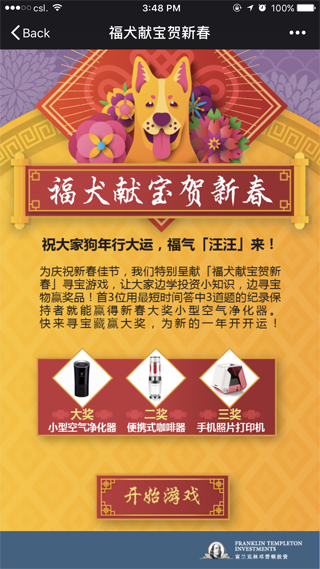 csl.
3:48 PM
100%
Back
福犬献宝贺新春
福犬献宝贺新春
祝大家狗年行大运，福气「汪汪」来！
为庆祝新春佳节，我们特别呈献「福犬献宝贺新
春」寻宝游戏，让大家边学投资小知识，边寻宝
物赢奖品！首3位用最短时间答中3道题的纪录保
持者就能赢得新春大奖小型空气净化器。
快来寻宝藏赢大奖，为新的一年开开运！
大奖
小型空气净化器
二奖
便携式咖啡器
三奖
手机照片打印机
开始游戏
FRANKLIN TEMPLETON
INVESTMENTS
富兰克林邓普顿投资